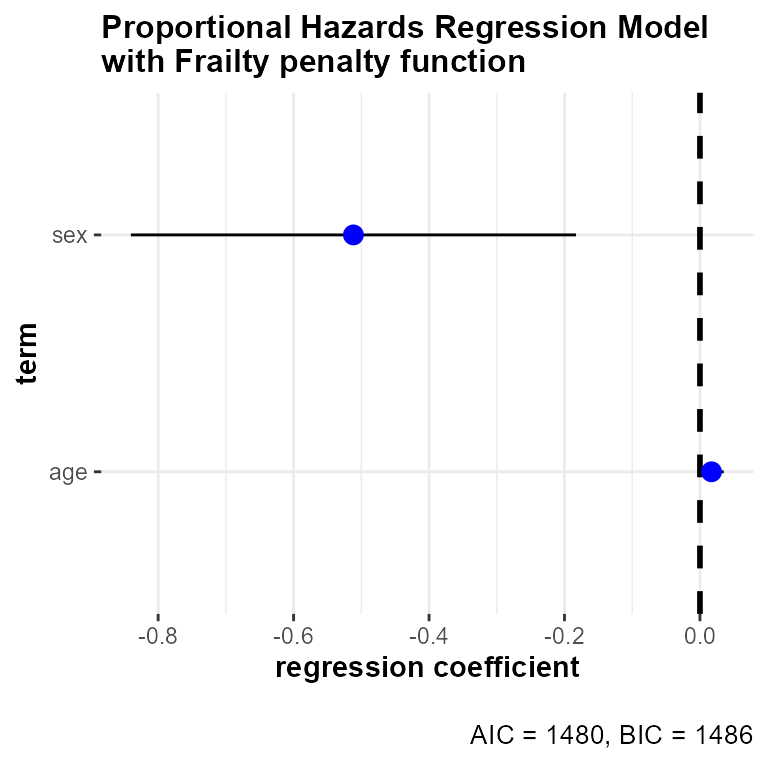 Proportional Hazards Regression Model
with Frailty penalty function
term
sex
age
-0.8
-0.6
-0.4
-0.2
0.0
regression coefficient
AIC = 1480, BIC = 1486